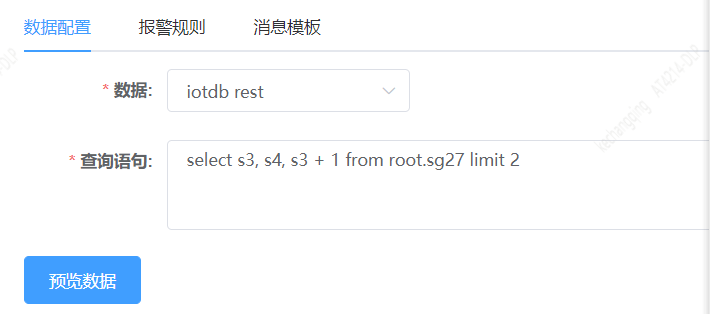 数据配置 报警规则 消息模板
* 数据: iotdb rest
* 查询语句: select s3, s4, s3 + 1 from root.sg27 limit 2
预览数据